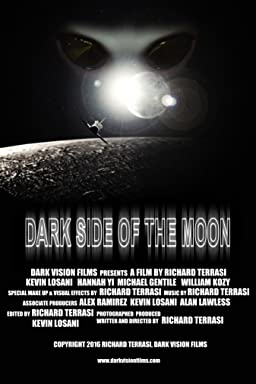 DARK SIDE OF THE MOON
DARK VISION FILMS PRESENTS A FILM BY RICHARD TERRASI
KEVIN LOSANI HANNAH YI MICHAEL GENTILE WILLIAM KOZY
SPECIAL MAKE UP & VISUAL EFFECTS BY RICHARD TERRASI MUSIC BY RICHARD TERRASI
ASSOCIATE PRODUCERS ALEX RAMIREZ KEVIN LOSANI ALAN LAWLESS
EDITED BY RICHARD TERRASI PHOTOGRAPHED PRODUCED
KEVIN LOSANI WRITTEN AND DIRECTED BY RICHARD TERRASI
COPYRIGHT 2016 RICHARD TERRASI, DARK VISION FILMS
www.darkvisionfilms.com